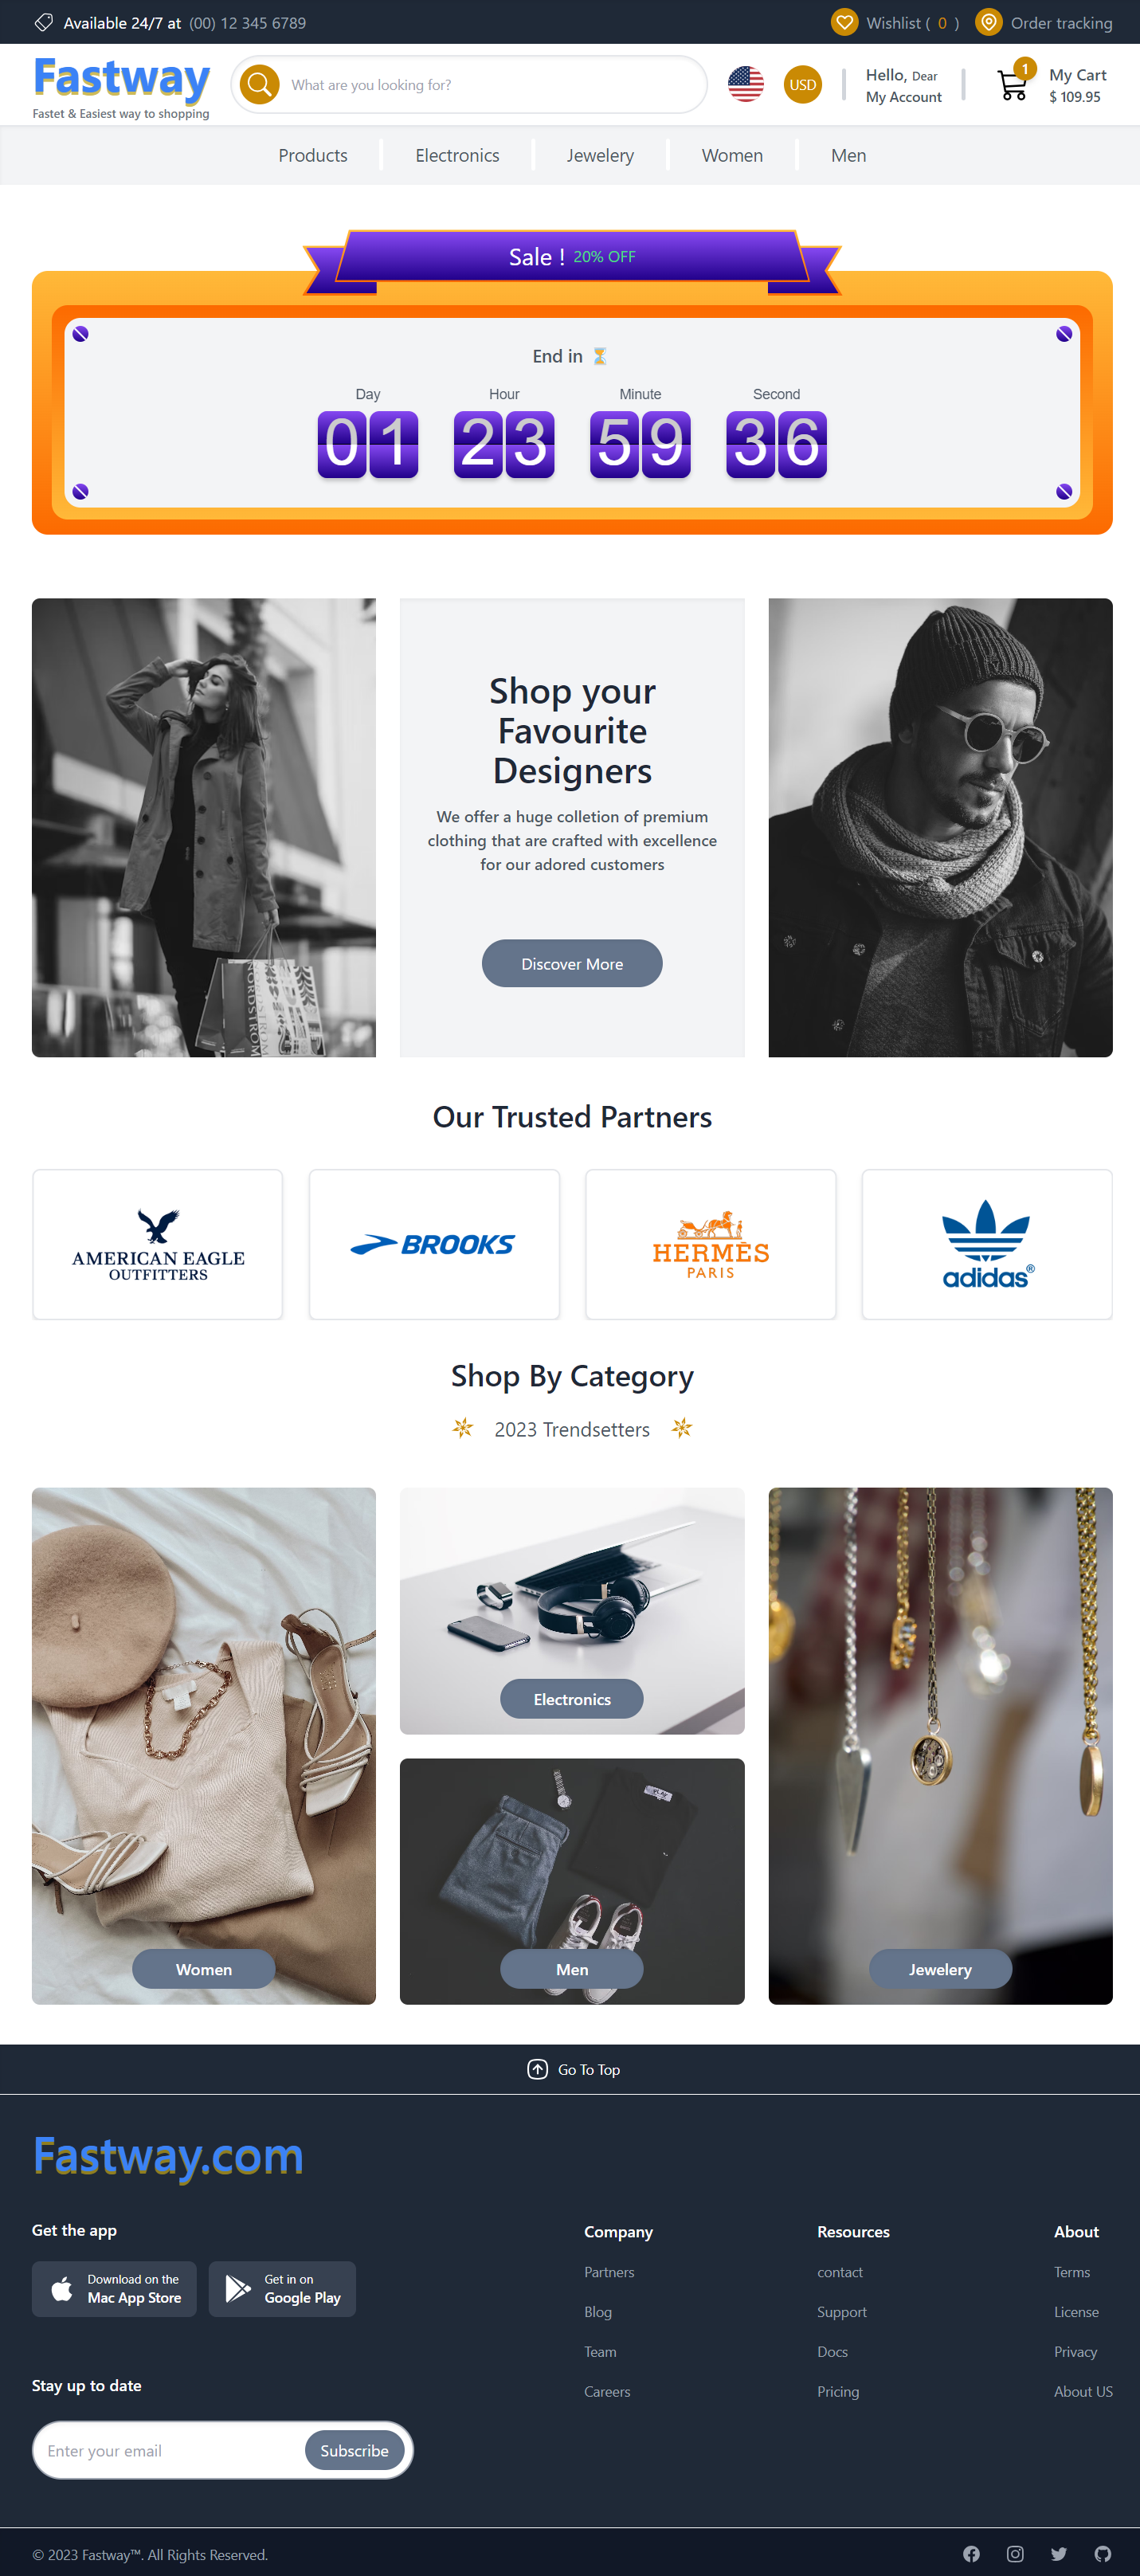 Available 24/7 at (00) 12 345 6789
Wishlist ( 0 ) Order tracking
Fastway
Fastet & Easiest way to shopping
What are you looking for?
USD
Hello, Dear
My Account
1
My Cart
$ 109.95
Products Electronics Jewelery Women Men
Sale ! 20% OFF
End in
Day Hour Minute Second
01 23 59 36
Shop your
Favourite
Designers
We offer a huge colletion of premium
clothing that are crafted with excellence
for our adored customers
Discover More
NORDSTROM
Our Trusted Partners
AMERICAN EAGLE
OUTFITTERS
BROOKS
HERMÈS
PARIS
adidas®
Shop By Category
2023 Trendsetters
Electronics
PLAY
Women
Men
Jewelery
Go To Top
Fastway.com
Get the app
Download on the
Mac App Store
Get in on
Google Play
Company Resources About
Partners contact Terms
Blog Support License
Team Docs Privacy
Careers Pricing About US
Stay up to date
Enter your email
Subscribe
© 2023 Fastway™. All Rights Reserved.